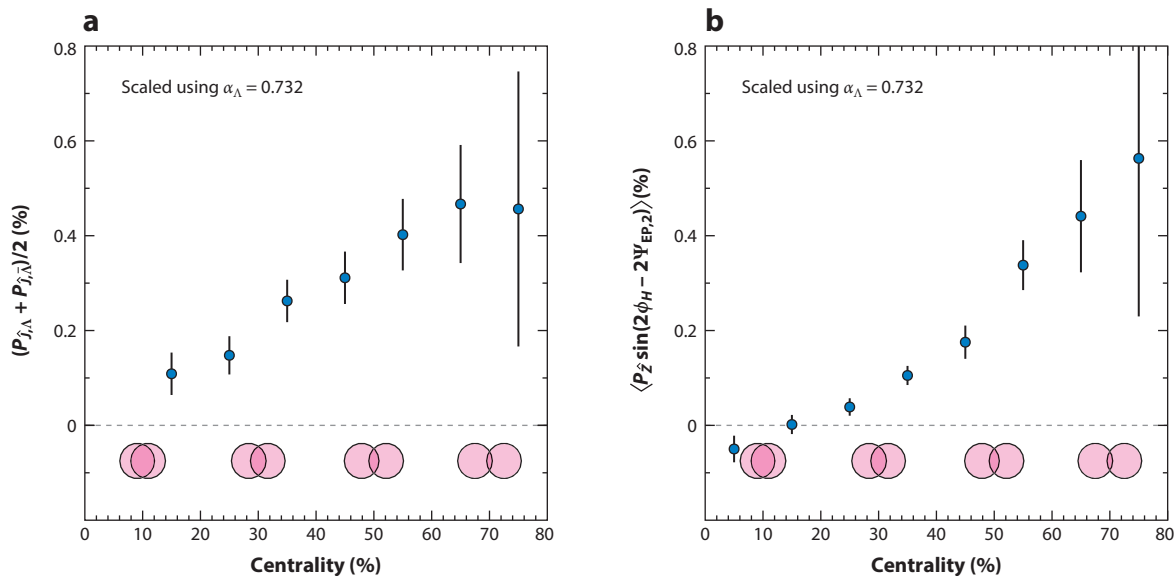 a
0.8
0.6
0.4
0.2
0
(P_Ĵ,Λ + P_Ĵ,Λ̄)/2 (%)
Scaled using α_Λ = 0.732
0 10 20 30 40 50 60 70 80
Centrality (%)
b
0.8
0.6
0.4
0.2
0
⟨P_Ẑ sin(2ϕ_H – 2Ψ_EP,2)⟩(%)
Scaled using α_Λ = 0.732
0 10 20 30 40 50 60 70 80
Centrality (%)